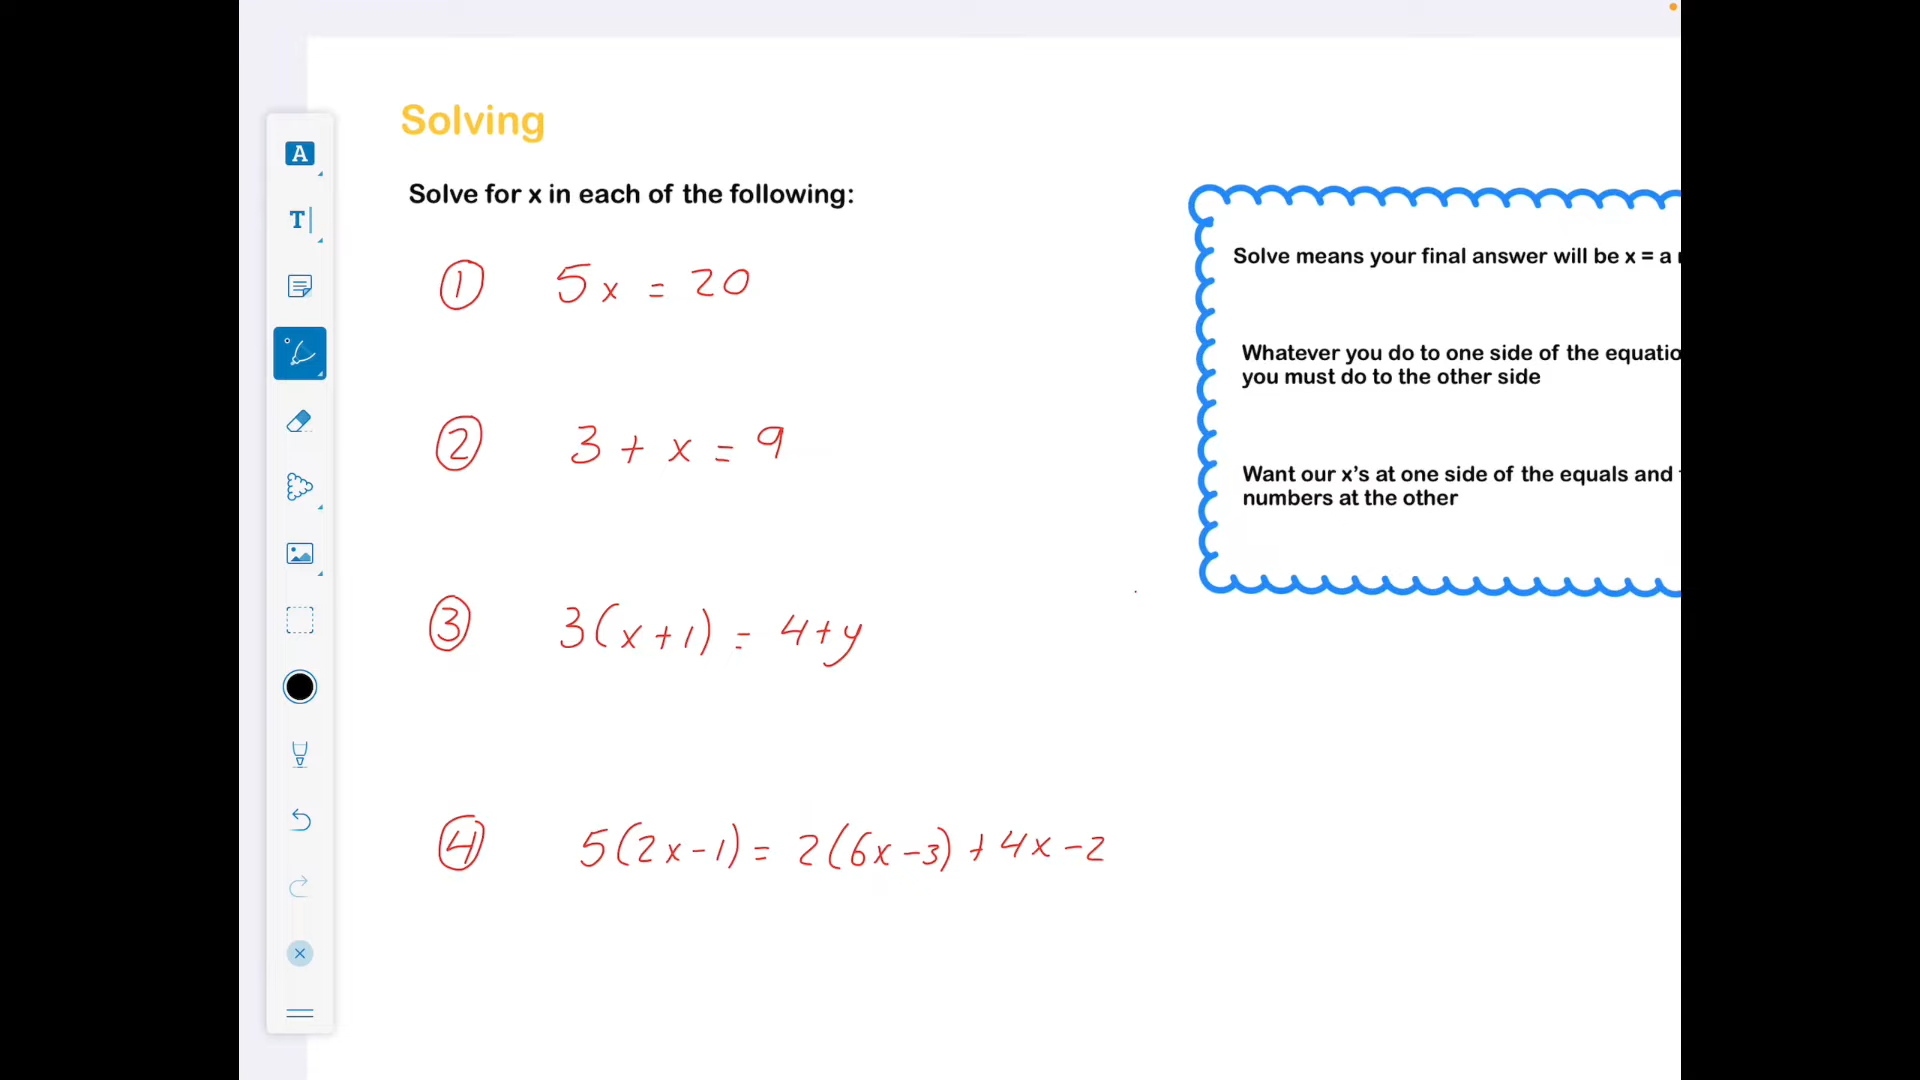 Solving
Solve for x in each of the following:
① 5x = 20
② 3 + x = 9
③ 3(x+1) = 4+y
④ 5(2x-1) = 2(6x-3) + 4x-2
Solve means your final answer will be x = a
Whatever you do to one side of the equatio
you must do to the other side
Want our x's at one side of the equals and
numbers at the other
A
T